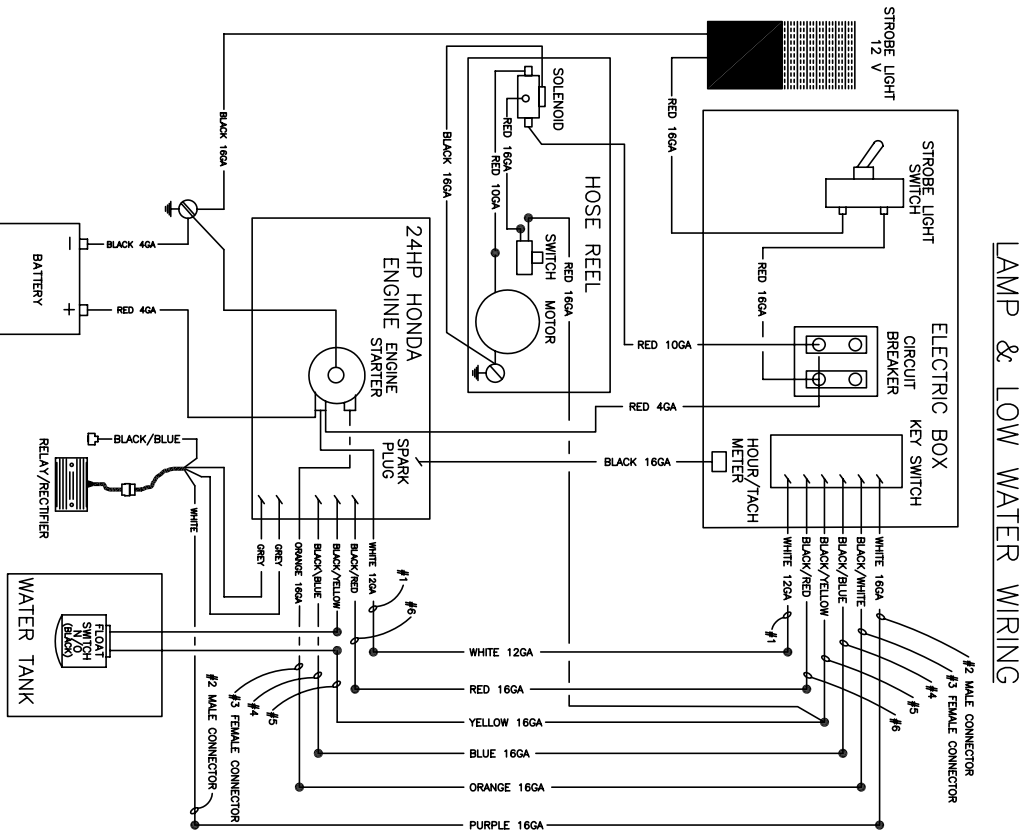 LAMP & LOW WATER WIRING
STROBE LIGHT
12 V
BLACK 16GA
RED 16GA
STROBE LIGHT
SWITCH
RED 16GA
ELECTRIC BOX
CIRCUIT
BREAKER
KEY SWITCH
HOUR/TACH
METER
SOLENOID
RED 16GA
RED 10GA
BLACK 16GA
HOSE REEL
SWITCH
RED 16GA
MOTOR
RED 10GA
RED 4GA
BLACK 16GA
24HP HONDA
ENGINE
ENGINE
STARTER
SPARK
PLUG
BLACK 4GA
RED 4GA
BATTERY
−
+
BLACK/BLUE
RELAY/RECTIFIER
WHITE
GREY
GREY
ORANGE 16GA
BLACK\BLUE
BLACK/YELLOW
BLACK/RED
WHITE 12GA
#1
#6
WHITE 12GA
BLACK/RED
BLACK/YELLOW
BLACK/BLUE
BLACK/WHITE
WHITE 16GA
#1
#2 MALE CONNECTOR
#3 FEMALE CONNECTOR
#4
#5
#6
WHITE 12GA
RED 16GA
YELLOW 16GA
BLUE 16GA
ORANGE 16GA
PURPLE 16GA
#5
#4
#3 FEMALE CONNECTOR
#2 MALE CONNECTOR
FLOAT
SWITCH
N/O
(BLACK)
WATER TANK